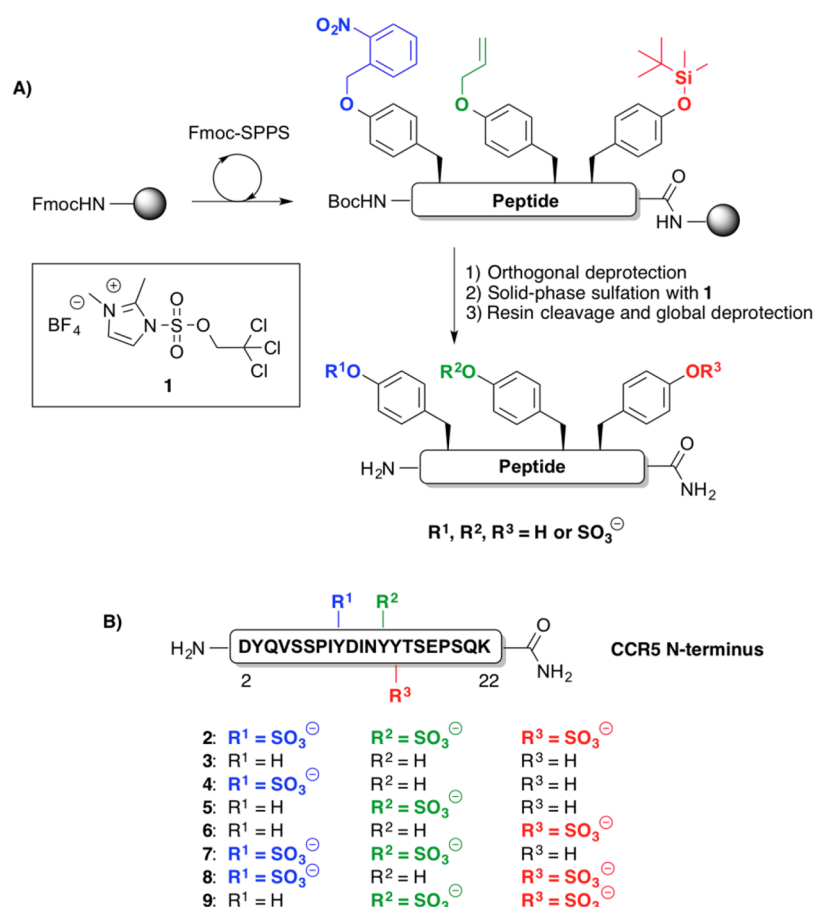 A)
O₂N
O
O
Si
O
Fmoc-SPPS
FmocHN
BocHN
Peptide
O
HN
1) Orthogonal deprotection
2) Solid-phase sulfation with 1
3) Resin cleavage and global deprotection
⊖
BF₄
⊕
N
N
S
O
O
O
Cl
Cl
Cl
1
R¹O
R²O
OR³
H₂N
Peptide
O
NH₂
R¹, R², R³ = H or SO₃⊖
B)
R¹
R²
H₂N
DYQVSSPIYDINYYTSEPSQK
O
NH₂
CCR5 N-terminus
2
22
R³
2: R¹ = SO₃⊖ R² = SO₃⊖ R³ = SO₃⊖
3: R¹ = H R² = H R³ = H
4: R¹ = SO₃⊖ R² = H R³ = H
5: R¹ = H R² = SO₃⊖ R³ = H
6: R¹ = H R² = H R³ = SO₃⊖
7: R¹ = SO₃⊖ R² = SO₃⊖ R³ = H
8: R¹ = SO₃⊖ R² = H R³ = SO₃⊖
9: R¹ = H R² = SO₃⊖ R³ = SO₃⊖